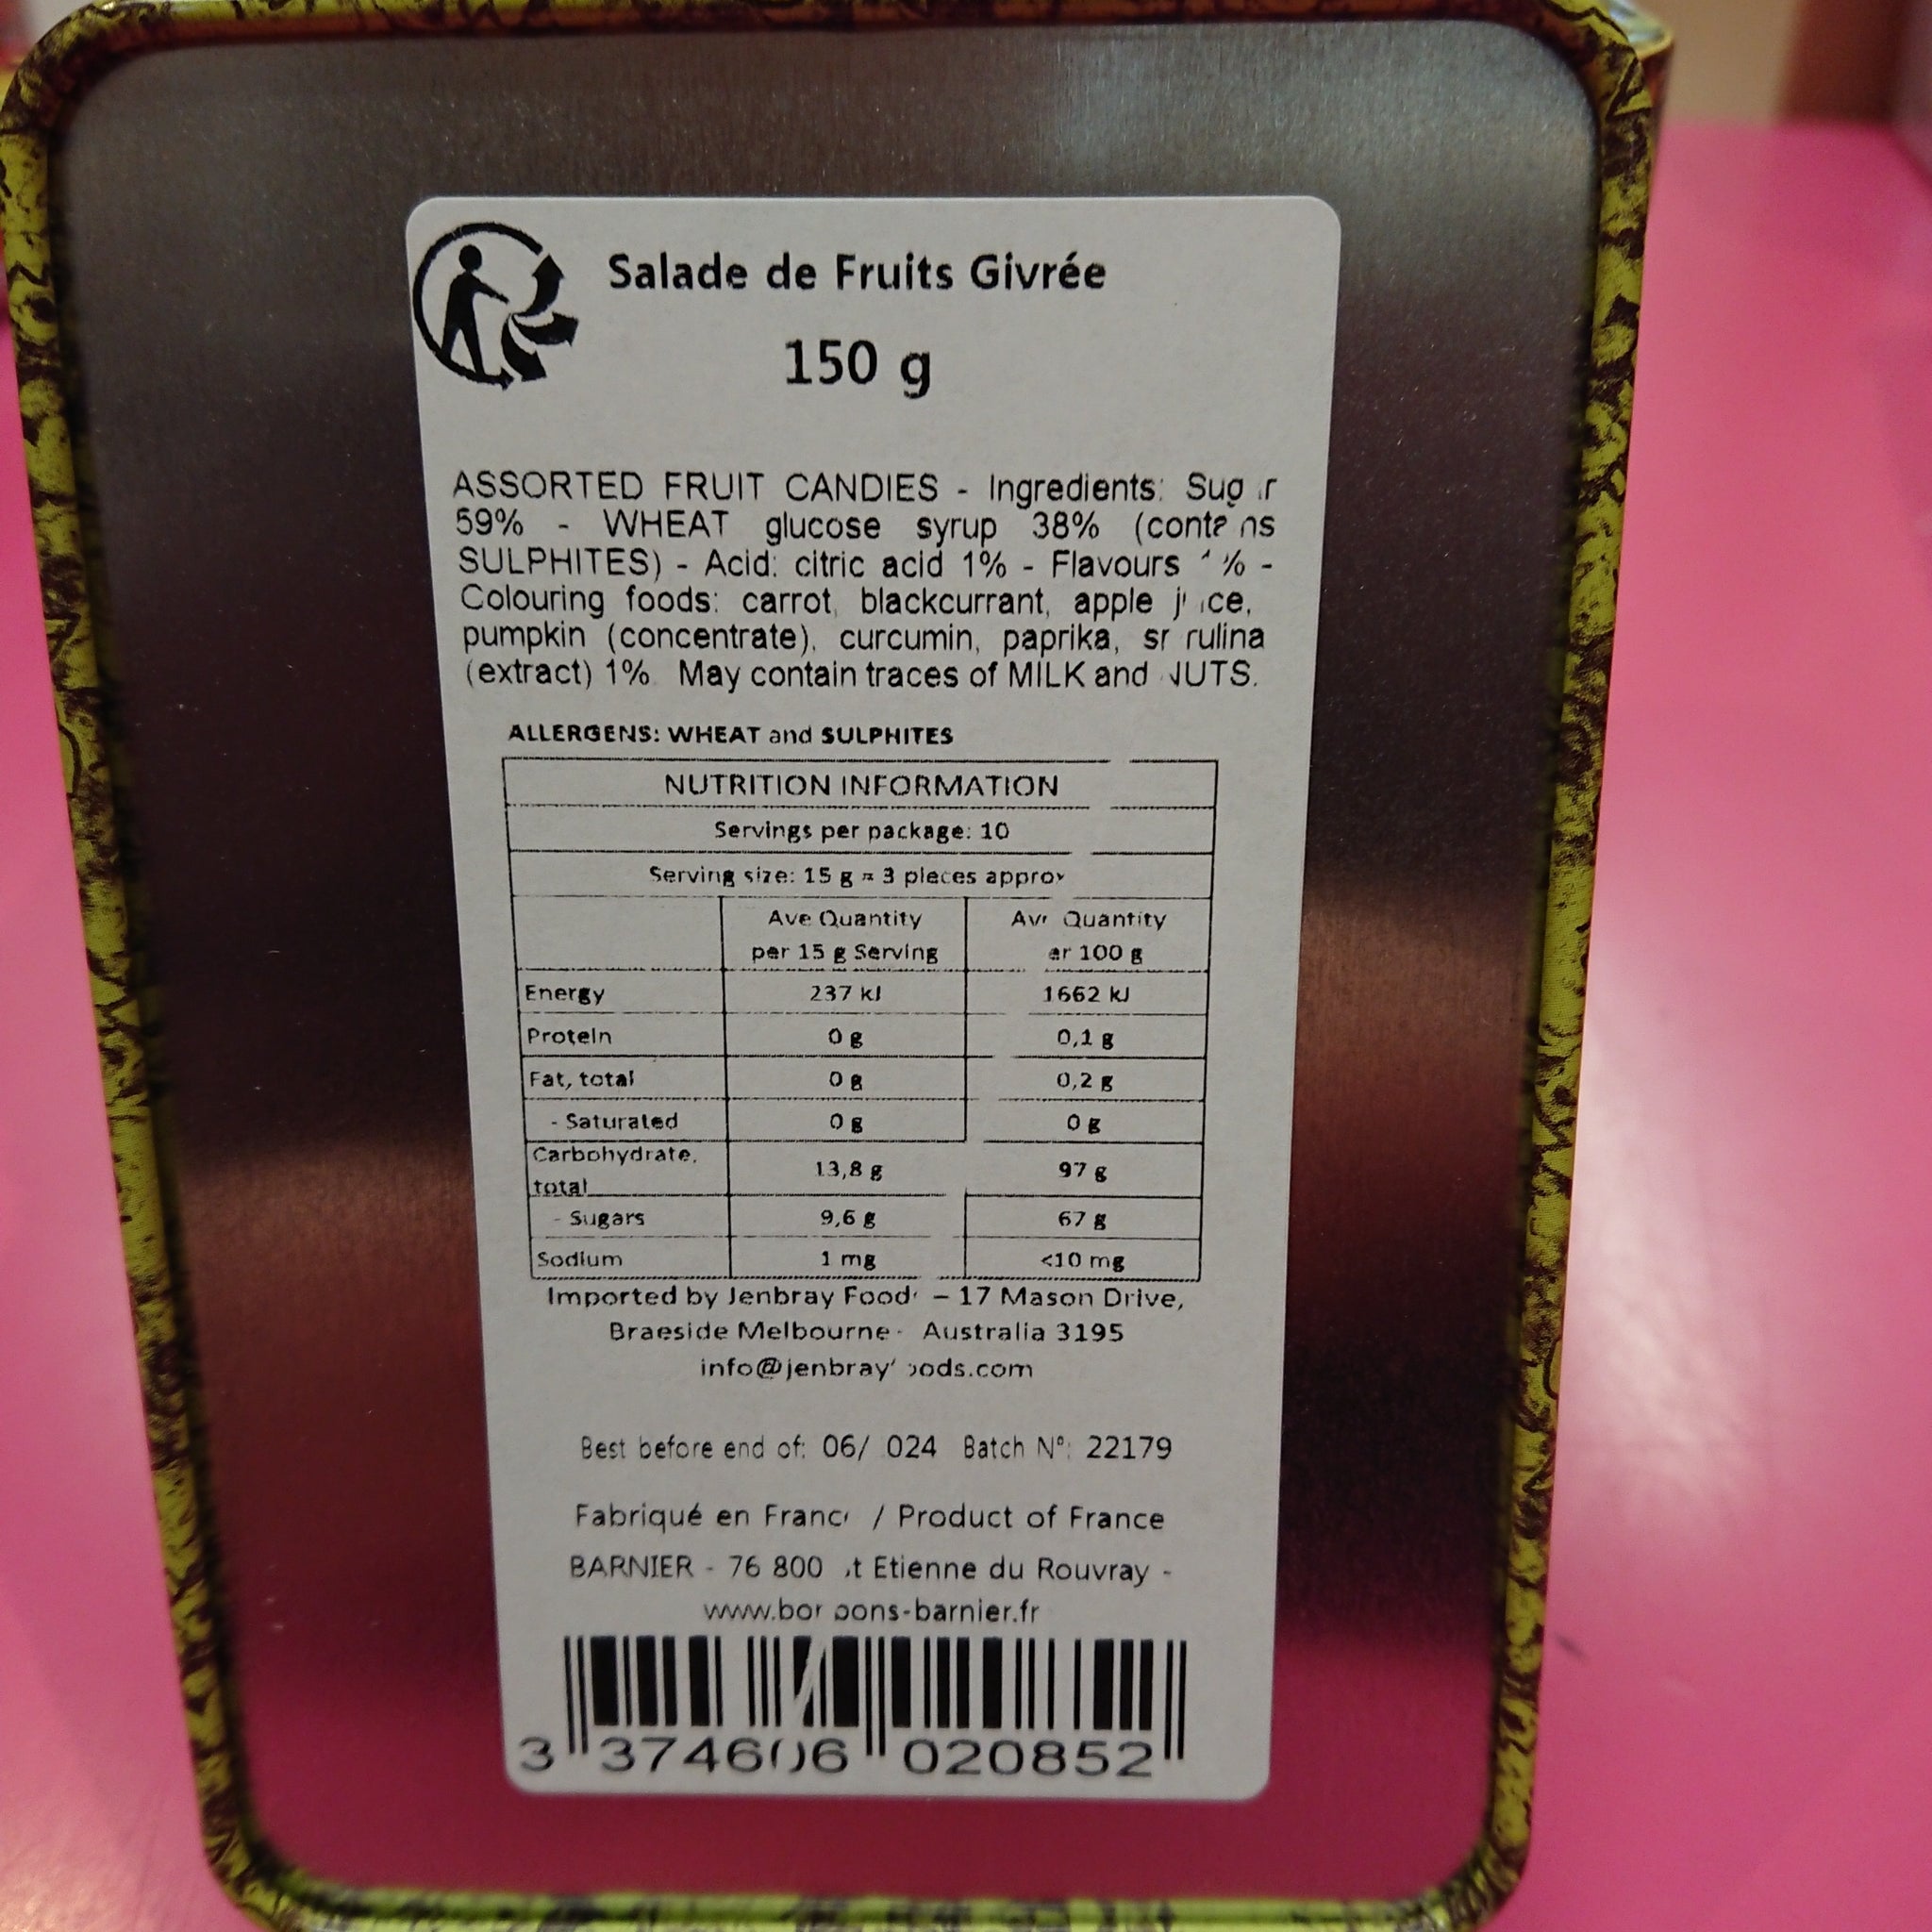 Salade de Fruits Givrée
150 g
ASSORTED FRUIT CANDIES - Ingredients: Sugar
59% - WHEAT glucose syrup 38% (contains
SULPHITES) - Acid: citric acid 1% - Flavours 1% -
Colouring foods: carrot, blackcurrant, apple juice,
pumpkin (concentrate), curcumin, paprika, spirulina
(extract) 1%. May contain traces of MILK and NUTS.
ALLERGENS: WHEAT and SULPHITES
NUTRITION INFORMATION
Servings per package: 10
Serving size: 15 g = 3 pieces approx
Ave Quantity per 15 g Serving
Ave Quantity per 100 g
Energy 237 kJ 1662 kJ
Protein 0 g 0,1 g
Fat, total 0 g 0,2 g
- Saturated 0 g 0 g
Carbohydrate, total 13,8 g 97 g
- Sugars 9,6 g 67 g
Sodium 1 mg <10 mg
Imported by Jenbray Foods – 17 Mason Drive,
Braeside Melbourne - Australia 3195
info@jenbrayfoods.com
Best before end of: 06/2024 Batch N°: 22179
Fabriqué en France / Product of France
BARNIER - 76 800 St Etienne du Rouvray -
www.bonbons-barnier.fr
3 374606 020852